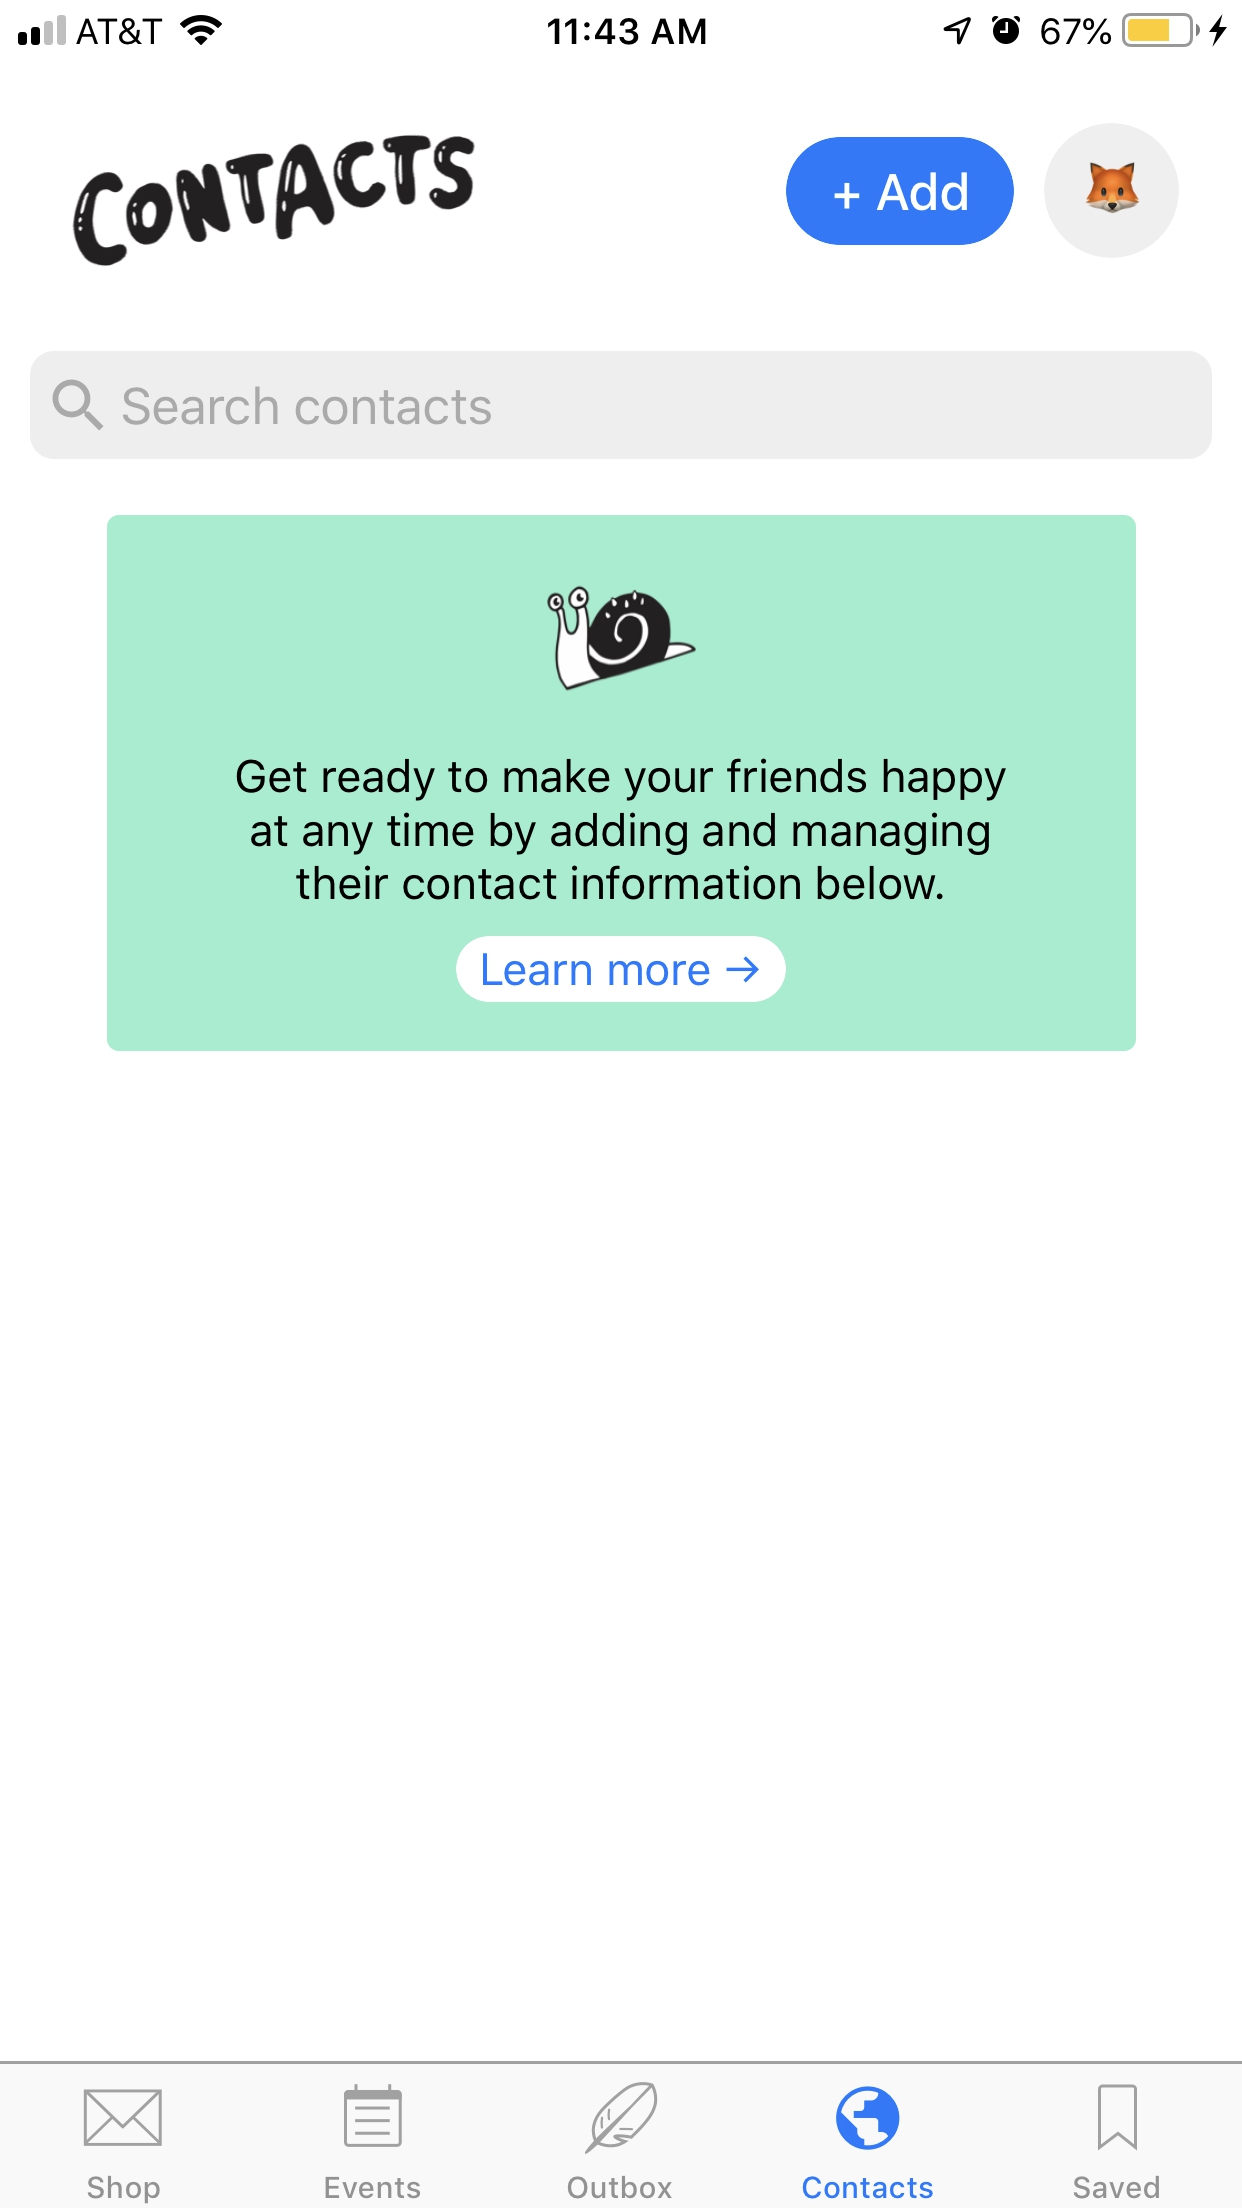 AT&T 11:43 AM 67%
CONTACTS
+ Add
Search contacts
Get ready to make your friends happy
at any time by adding and managing
their contact information below.
Learn more →
Shop Events Outbox Contacts Saved